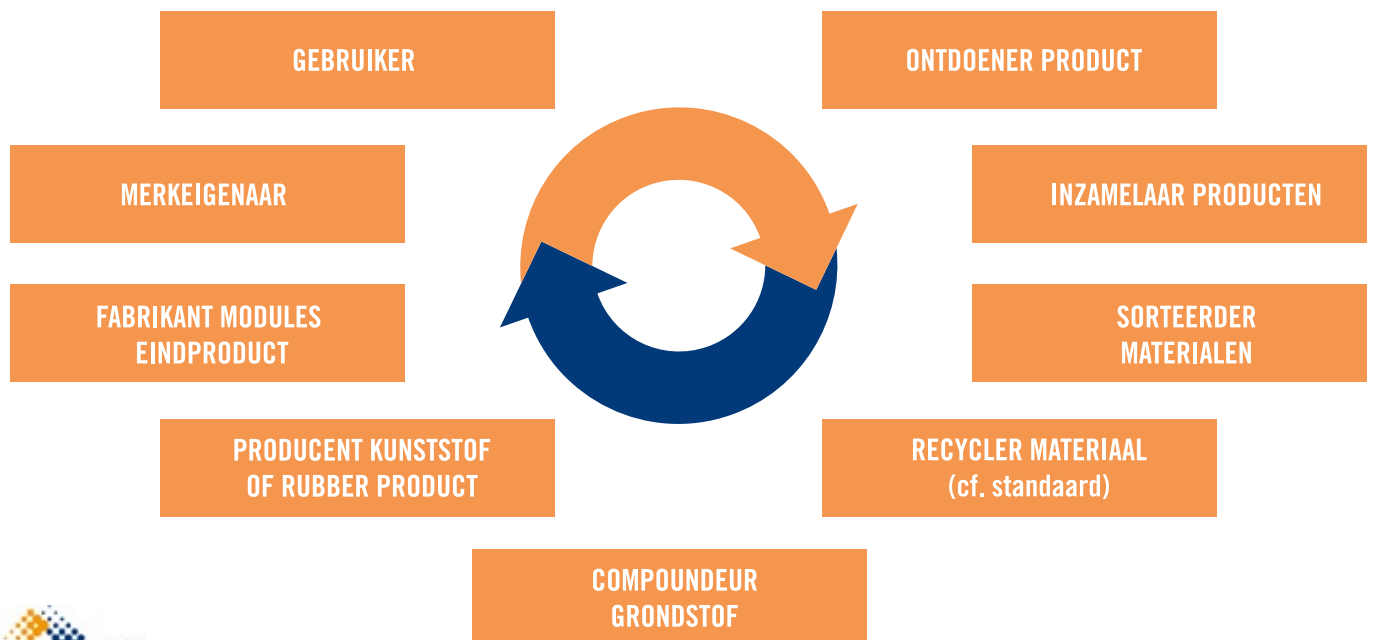 GEBRUIKER
ONTDOENER PRODUCT
MERKEIGENAAR
INZAMELAAR PRODUCTEN
FABRIKANT MODULES
EINDPRODUCT
SORTEERDER
MATERIALEN
PRODUCENT KUNSTSTOF
OF RUBBER PRODUCT
RECYCLER MATERIAAL
(cf. standaard)
COMPOUNDEUR
GRONDSTOF